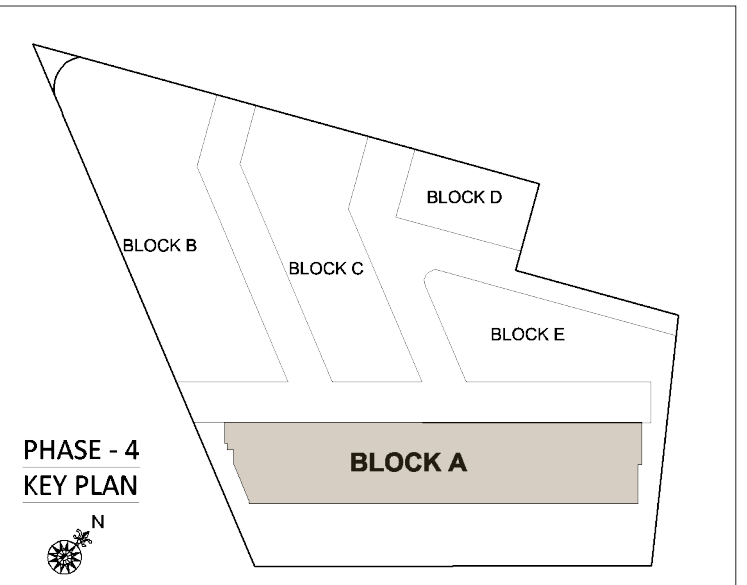 BLOCK D
BLOCK B
BLOCK C
BLOCK E
BLOCK A
PHASE - 4
KEY PLAN
N